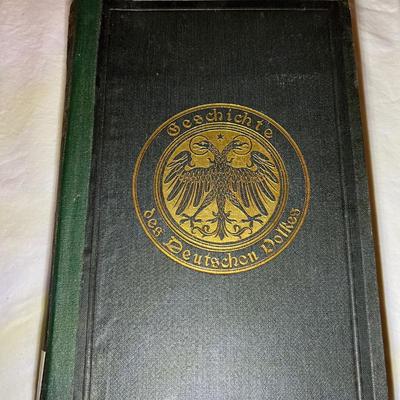 Geschichte
des Deutschen Volkes